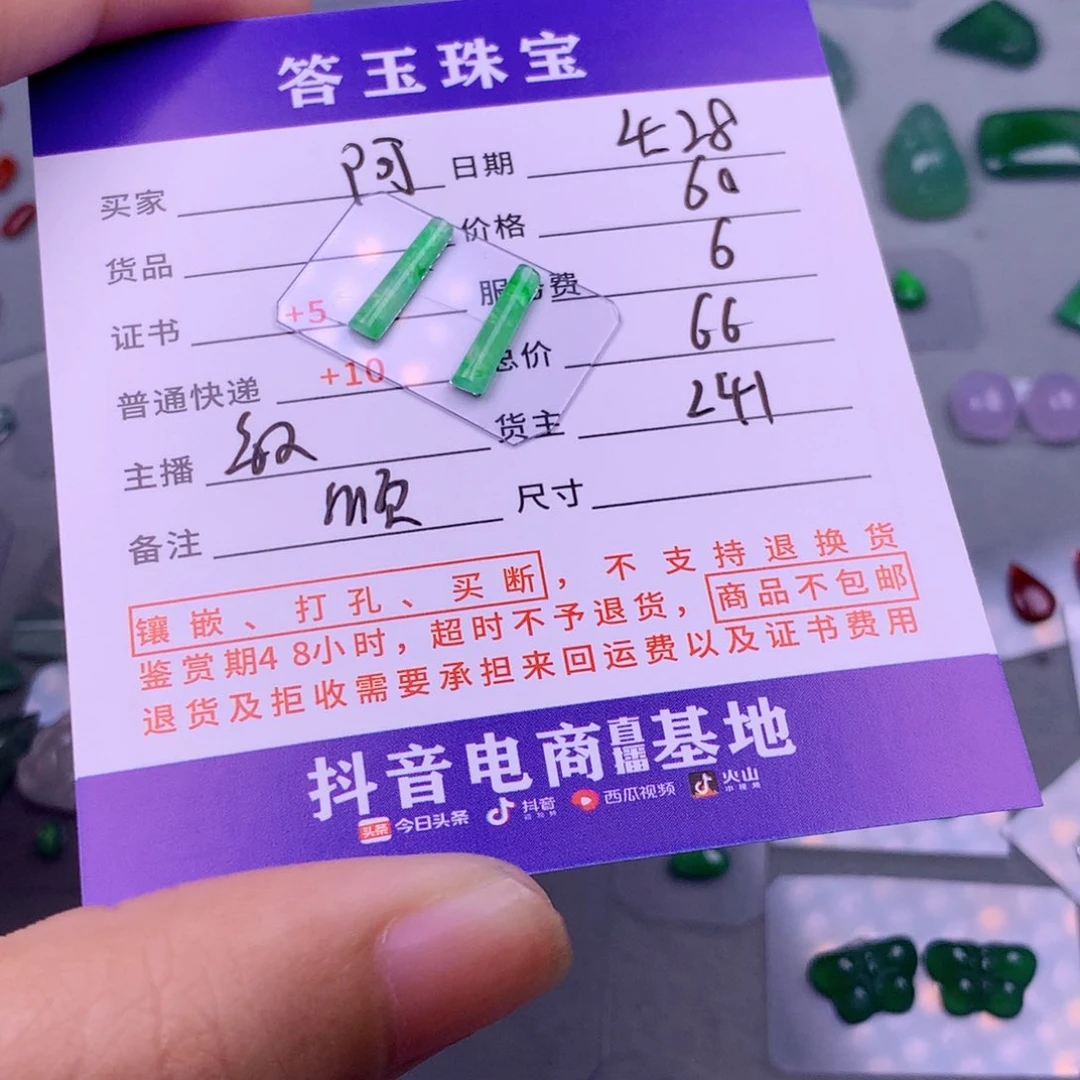 答玉珠宝
买家 阿 日期 4.28
货品 价格 60
证书 +5 服务费 6
普通快递 +10 总价 66
主播 货主 241
备注 顺 尺寸
镶嵌、打孔、买断，不支持退换货
鉴赏期48小时，超时不予退货，商品不包邮
退货及拒收需要承担来回运费以及证书费用
抖音电商直播基地
头条 今日头条 抖音 西瓜视频 火山